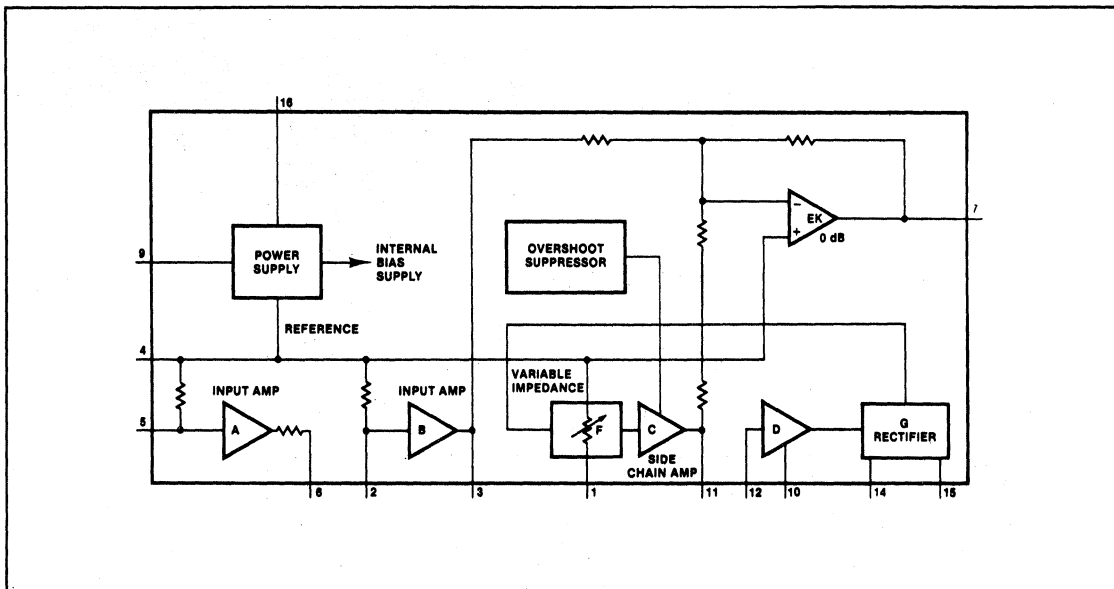 16
7
−
EK
+
0 dB
OVERSHOOT
SUPPRESSOR
POWER
SUPPLY
INTERNAL
BIAS
SUPPLY
9
REFERENCE
4
VARIABLE
IMPEDANCE
INPUT AMP
INPUT AMP
5
A
B
F
C
D
G
RECTIFIER
SIDE
CHAIN AMP
6
2
3
1
11
12
10
14
15